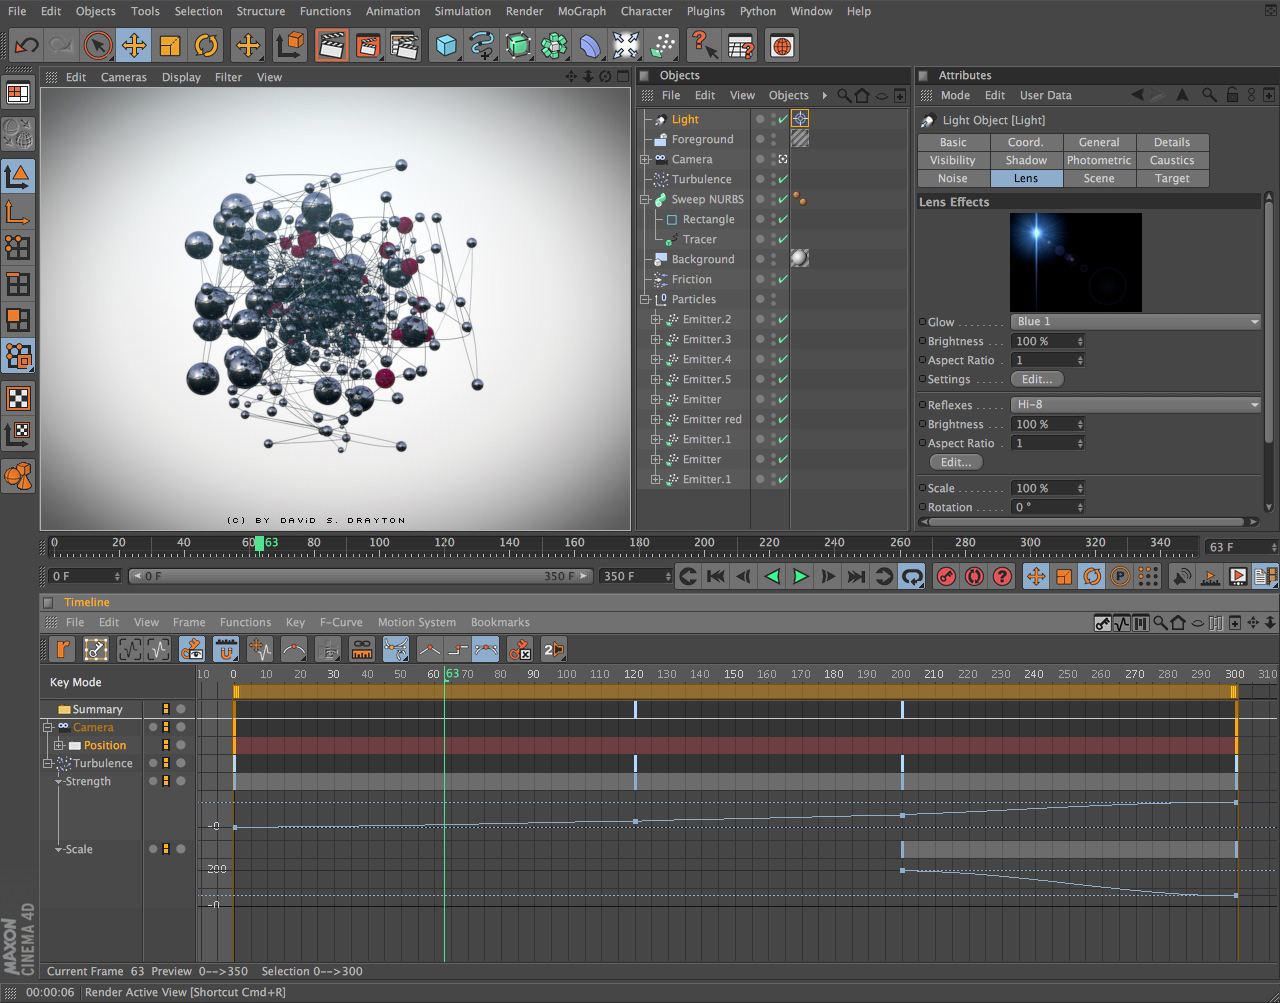 File Edit Objects Tools Selection Structure Functions Animation Simulation Render MoGraph Character Plugins Python Window Help
Edit Cameras Display Filter View
(C) BY DAViD S. DRAYTON
Objects
File Edit View Objects
Light
Foreground
Camera
Turbulence
Sweep NURBS
Rectangle
Tracer
Background
Friction
Particles
Emitter.2
Emitter.3
Emitter.4
Emitter.5
Emitter
Emitter red
Emitter.1
Emitter
Emitter.1
Attributes
Mode Edit User Data
Light Object [Light]
Basic Coord. General Details
Visibility Shadow Photometric Caustics
Noise Lens Scene Target
Lens Effects
Glow . . . . . . . . Blue 1
Brightness . . . 100 %
Aspect Ratio . 1
Settings . . . . . Edit...
Reflexes . . . . . Hi-8
Brightness . . . 100 %
Aspect Ratio . 1
Edit...
Scale . . . . . . . . 100 %
Rotation . . . . . 0 °
0 20 40 60 63 80 100 120 140 160 180 200 220 240 260 280 300 320 340 63 F
0 F 0 F 350 F 350 F
Timeline
File Edit View Frame Functions Key F-Curve Motion System Bookmarks
Key Mode
10 0 10 20 30 40 50 60 63 70 80 90 100 110 120 130 140 150 160 170 180 190 200 210 220 230 240 250 260 270 280 290 300 310
Summary
Camera
Position
Turbulence
Strength
-0
Scale
200
-0
MAXON
CINEMA 4D
Current Frame 63 Preview 0-->350 Selection 0-->300
00:00:06 Render Active View [Shortcut Cmd+R]